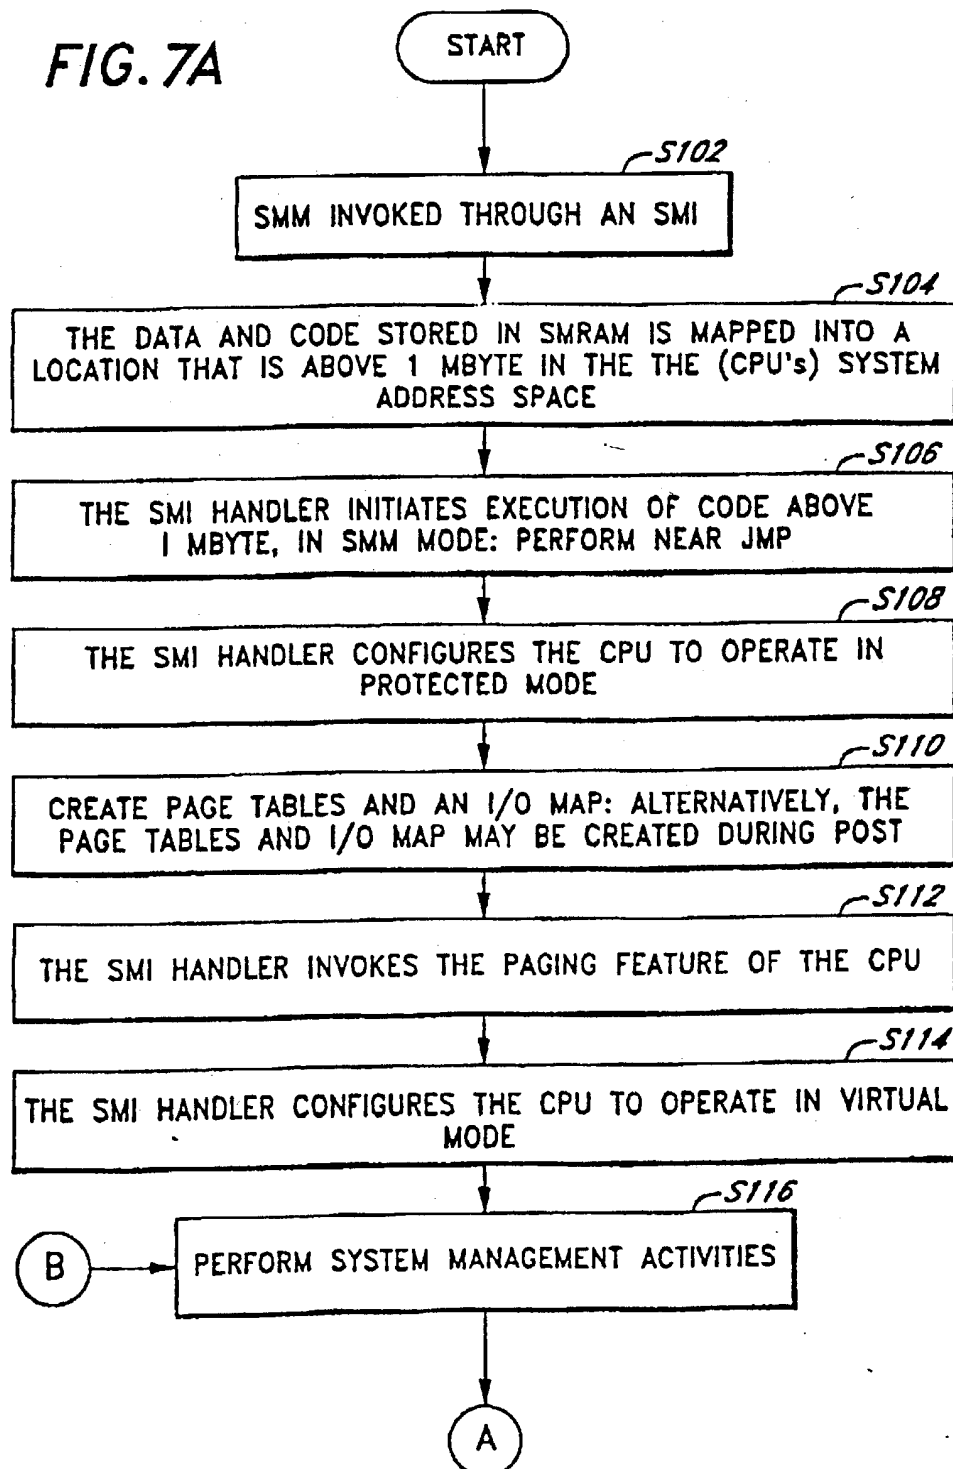 FIG. 7A
START
S102
SMM INVOKED THROUGH AN SMI
S104
THE DATA AND CODE STORED IN SMRAM IS MAPPED INTO A
LOCATION THAT IS ABOVE 1 MBYTE IN THE THE (CPU's) SYSTEM
ADDRESS SPACE
S106
THE SMI HANDLER INITIATES EXECUTION OF CODE ABOVE
1 MBYTE, IN SMM MODE: PERFORM NEAR JMP
S108
THE SMI HANDLER CONFIGURES THE CPU TO OPERATE IN
PROTECTED MODE
S110
CREATE PAGE TABLES AND AN I/O MAP: ALTERNATIVELY, THE
PAGE TABLES AND I/O MAP MAY BE CREATED DURING POST
S112
THE SMI HANDLER INVOKES THE PAGING FEATURE OF THE CPU
S114
THE SMI HANDLER CONFIGURES THE CPU TO OPERATE IN VIRTUAL
MODE
S116
B
PERFORM SYSTEM MANAGEMENT ACTIVITIES
A